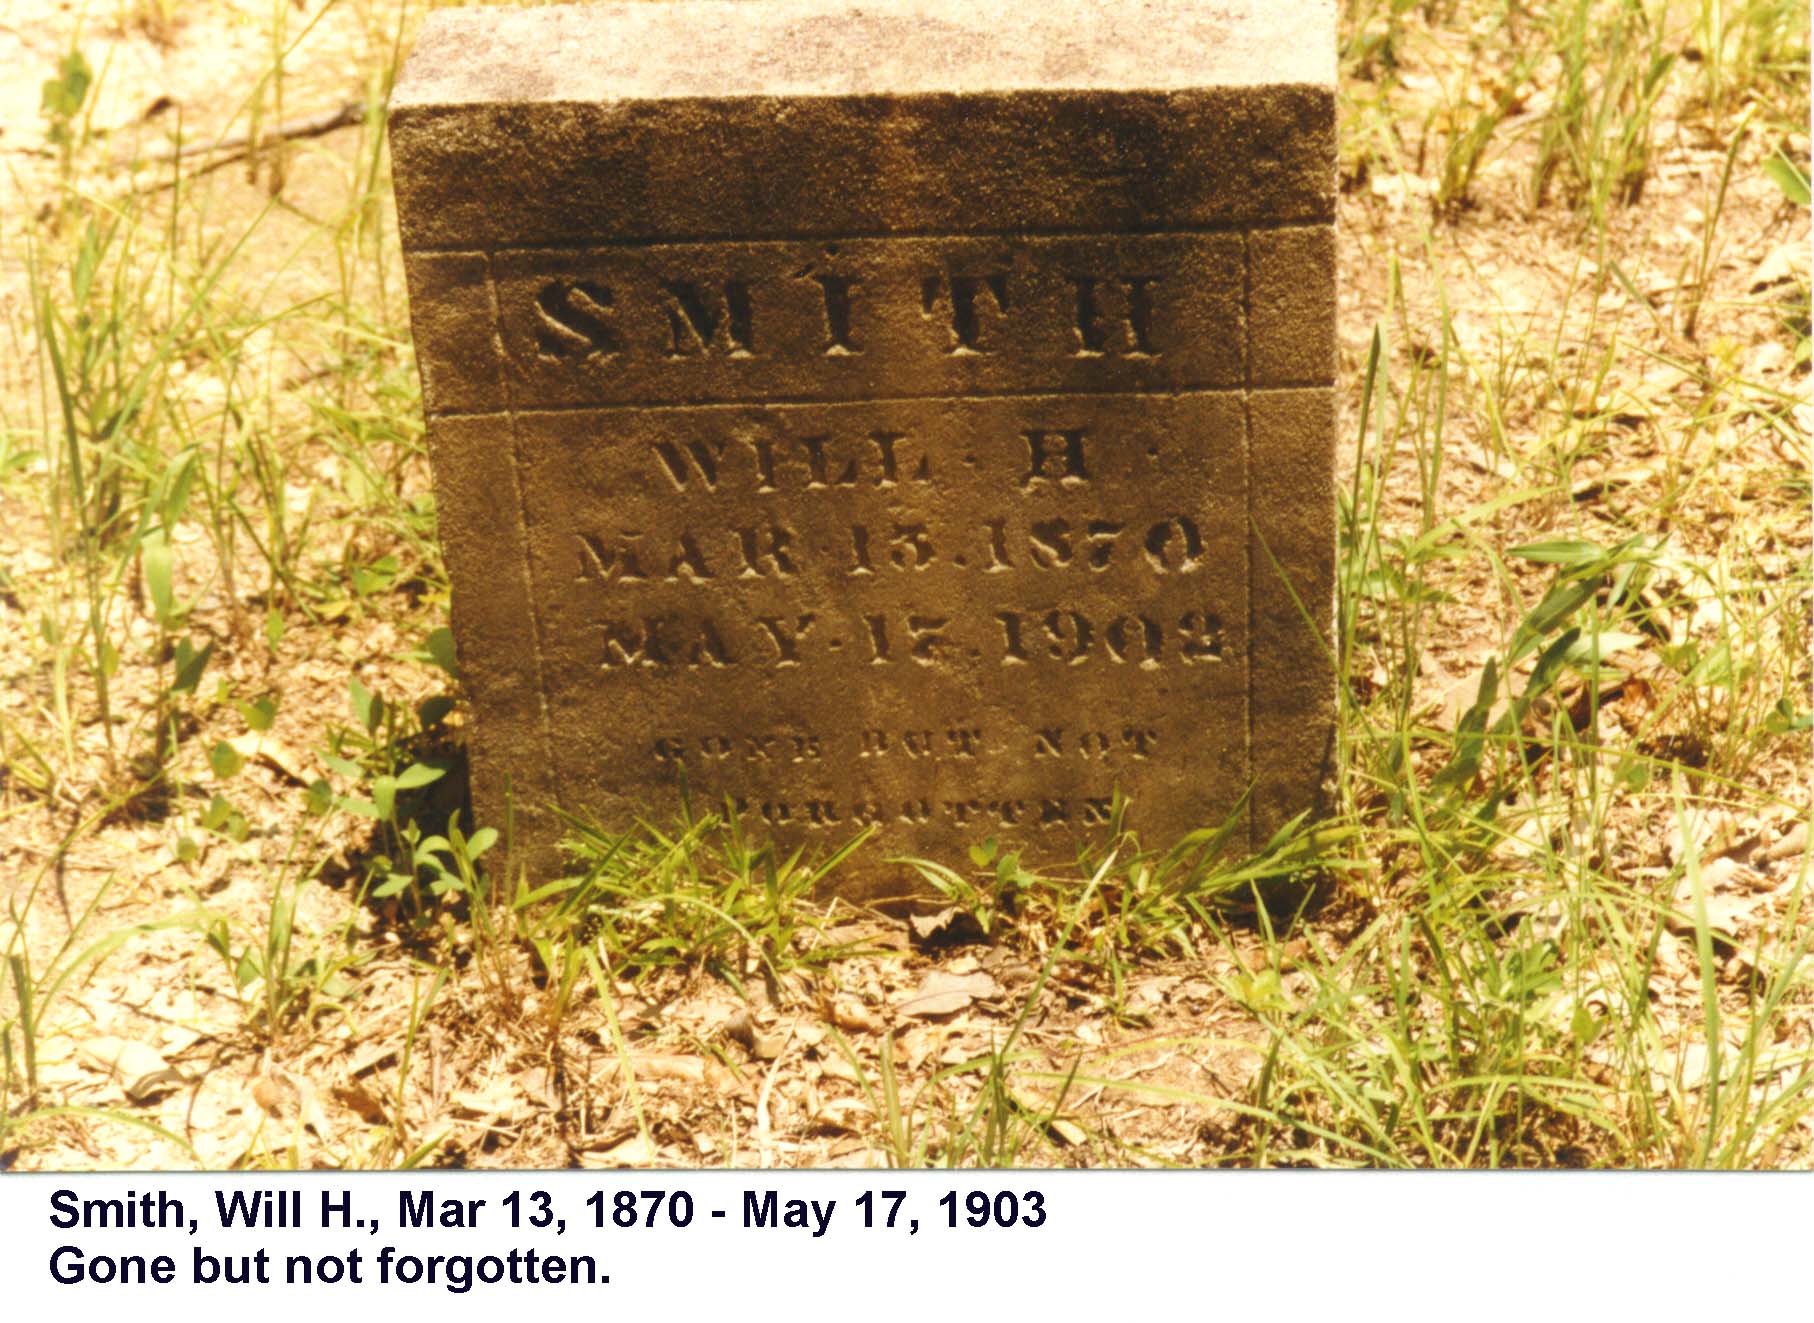 SMITH
WILL · H ·
MAR · 13 . 1870
MAY · 17 . 1902
GONE BUT NOT
FORGOTTEN
Smith, Will H., Mar 13, 1870 - May 17, 1903
Gone but not forgotten.